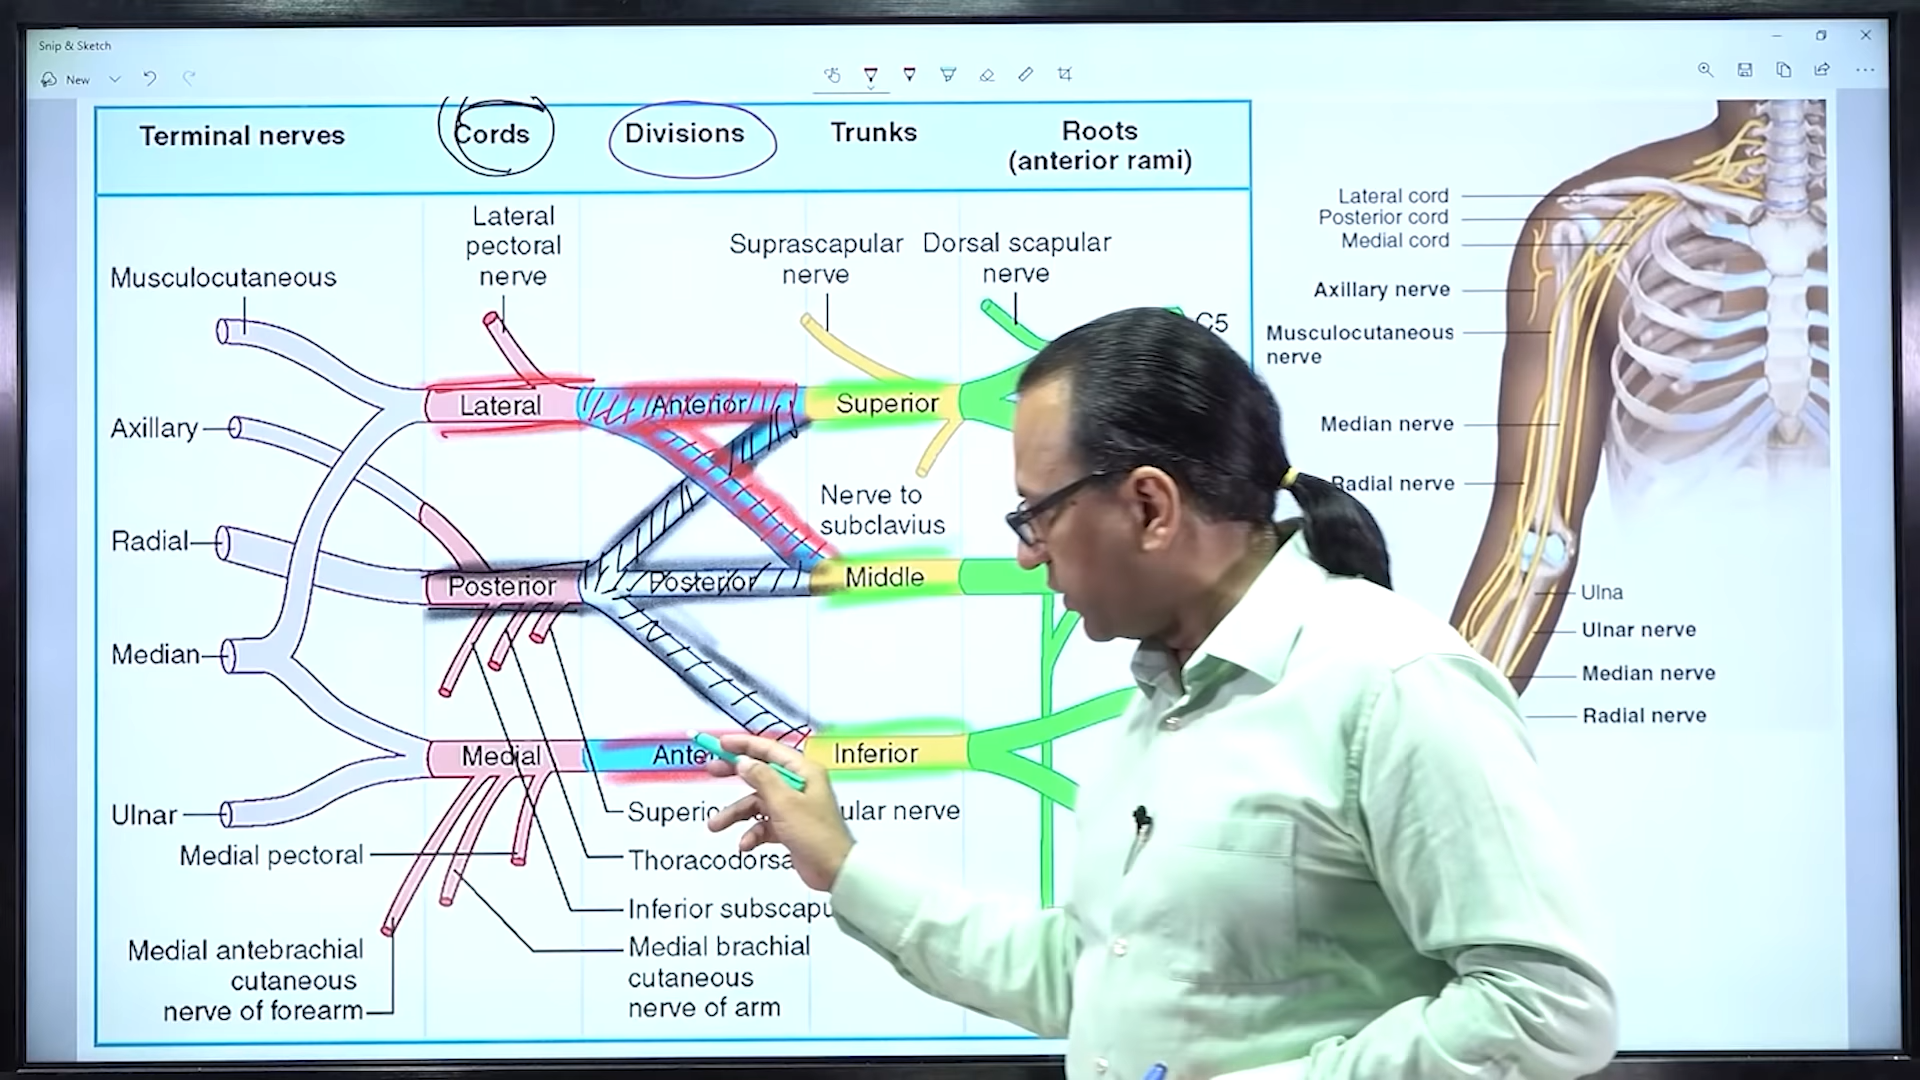 Snip & Sketch
New
Terminal nerves
Cords
Divisions
Trunks
Roots
(anterior rami)
Lateral
pectoral
nerve
Suprascapular
nerve
Dorsal scapular
nerve
Musculocutaneous
C5
Lateral
Anterior
Superior
Axillary
Nerve to
subclavius
Radial
Posterior
Posterior
Middle
Median
Medial
Inferior
Ulnar
Medial pectoral
nerve
Medial brachial
cutaneous
nerve of arm
Medial antebrachial
cutaneous
nerve of forearm
Lateral cord
Posterior cord
Medial cord
Axillary nerve
Musculocutaneous
nerve
Median nerve
Radial nerve
Ulna
Ulnar nerve
Median nerve
Radial nerve